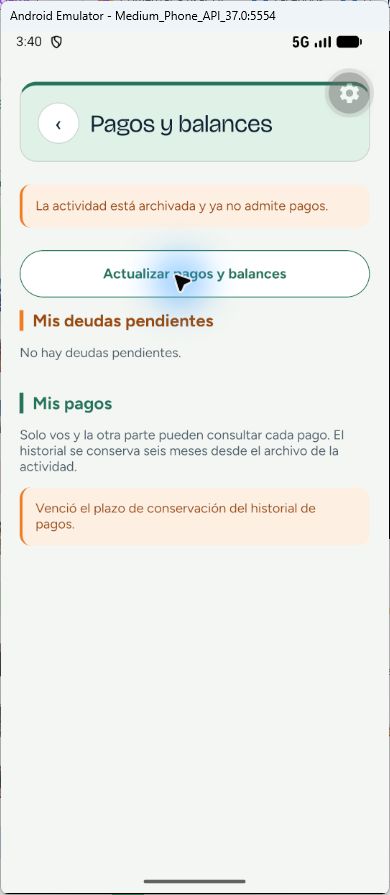 Android Emulator - Medium_Phone_API_37.0:5554
3:40
5G
‹
Pagos y balances
La actividad está archivada y ya no admite pagos.
Actualizar pagos y balances
Mis deudas pendientes
No hay deudas pendientes.
Mis pagos
Solo vos y la otra parte pueden consultar cada pago. El
historial se conserva seis meses desde el archivo de la
actividad.
Venció el plazo de conservación del historial de
pagos.